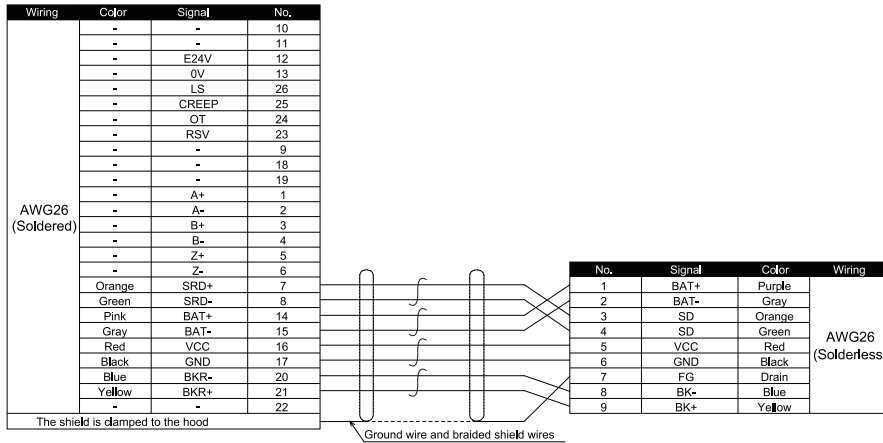 Wiring Color Signal No.
- - 10
- - 11
- E24V 12
- 0V 13
- LS 26
- CREEP 25
- OT 24
- RSV 23
- - 9
- - 18
- - 19
- A+ 1
AWG26 (Soldered)
- A- 2
- B+ 3
- B- 4
- Z+ 5
- Z- 6
Orange SRD+ 7
Green SRD- 8
Pink BAT+ 14
Gray BAT- 15
Red VCC 16
Black GND 17
Blue BKR- 20
Yellow BKR+ 21
- - 22
The shield is clamped to the hood
Ground wire and braided shield wires
No. Signal Color Wiring
1 BAT+ Purple
2 BAT- Gray
3 SD Orange
4 SD Green
AWG26 (Solderless
5 VCC Red
6 GND Black
7 FG Drain
8 BK- Blue
9 BK+ Yellow